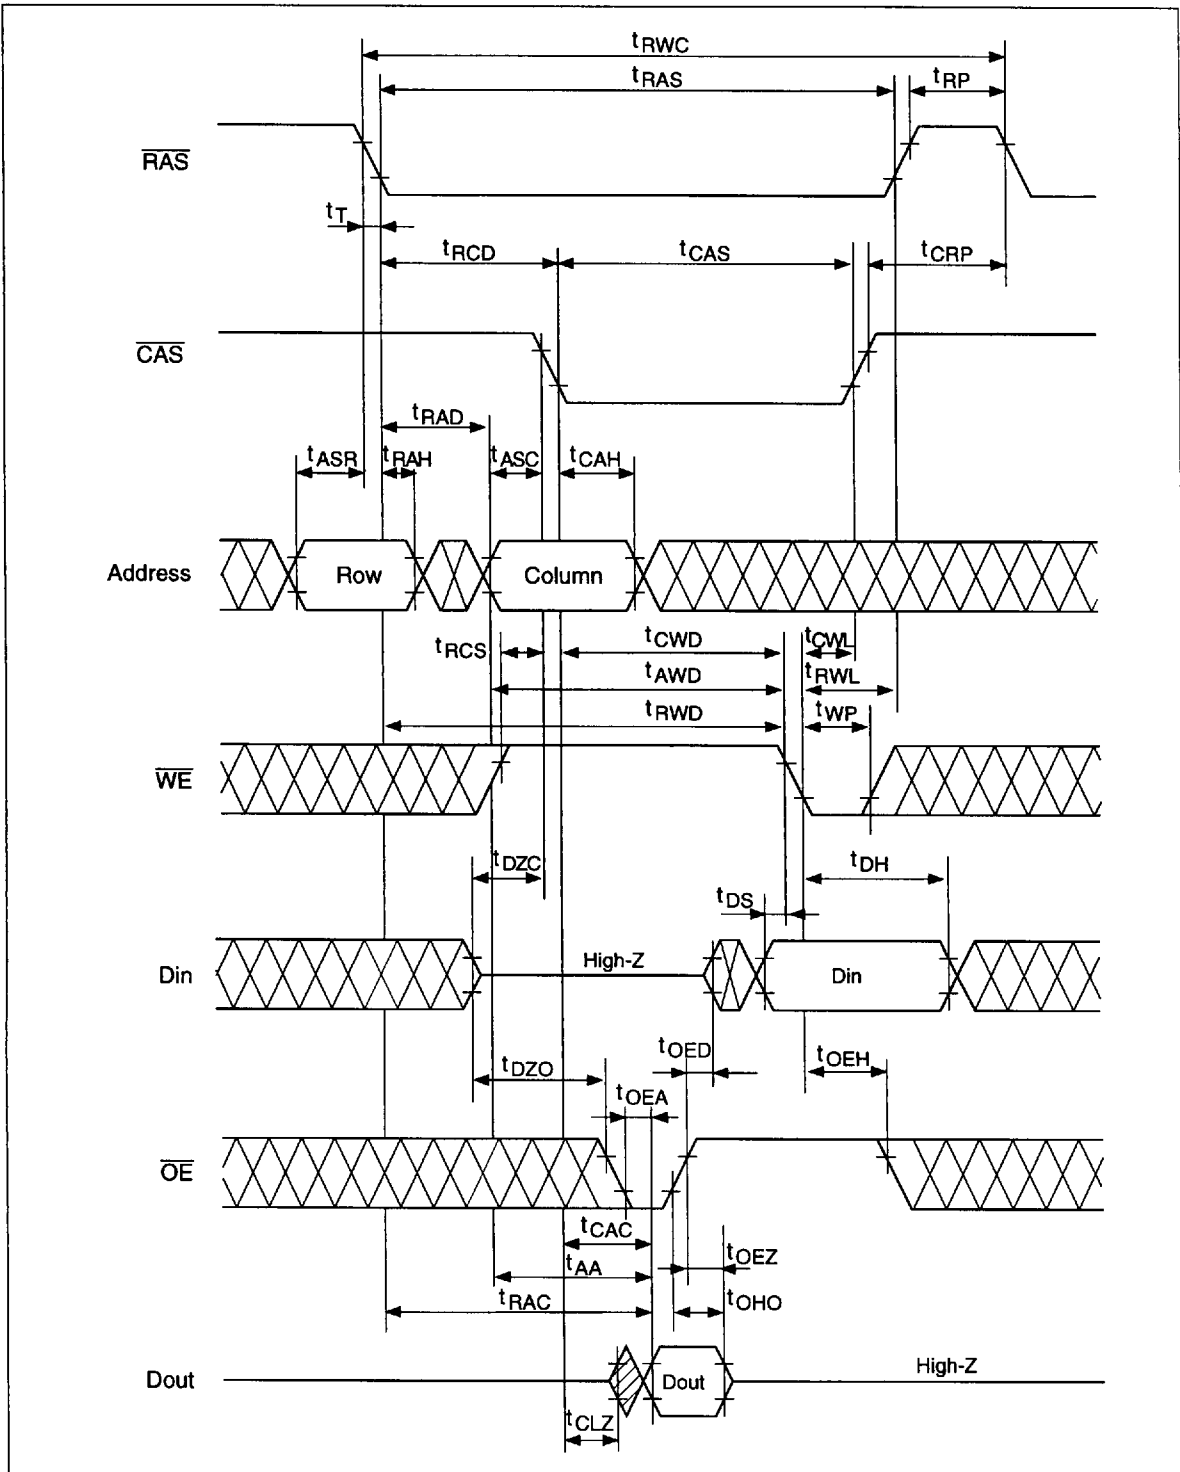 tRWC
tRAS
tRP
RAS
tT
tRCD
tCAS
tCRP
CAS
tRAD
tASR
tRAH
tASC
tCAH
Address
Row
Column
tRCS
tCWD
tCWL
tAWD
tRWL
tRWD
tWP
WE
tDZC
tDH
tDS
Din
High-Z
Din
tOED
tOEH
tDZO
tOEA
OE
tCAC
tOEZ
tAA
tRAC
tOHO
Dout
Dout
High-Z
tCLZ